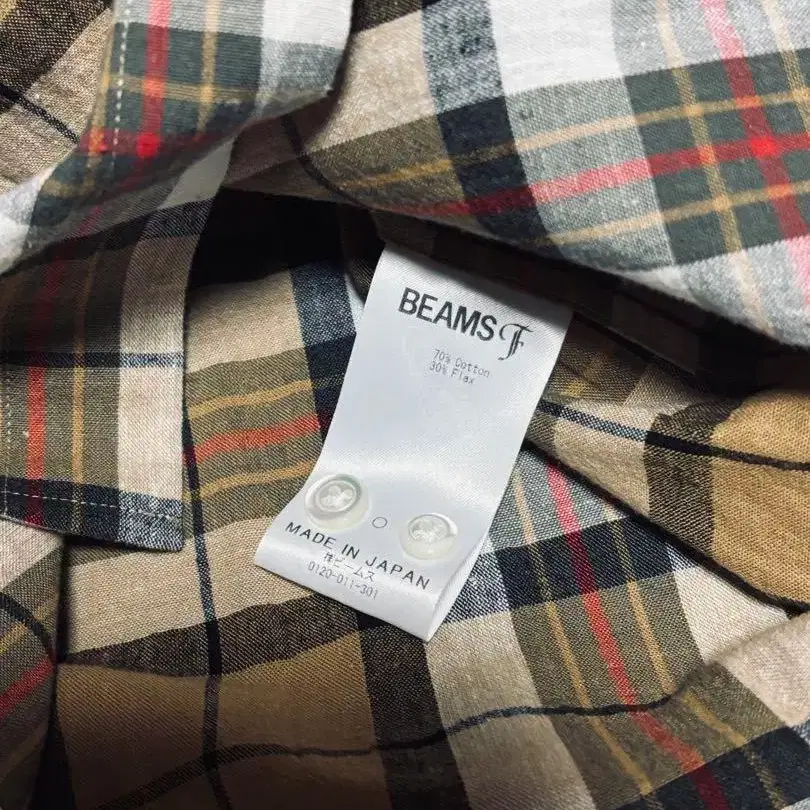 BEAMS F
70% Cotton
30% Flax
MADE IN JAPAN
㈱ビームス
0120-011-301